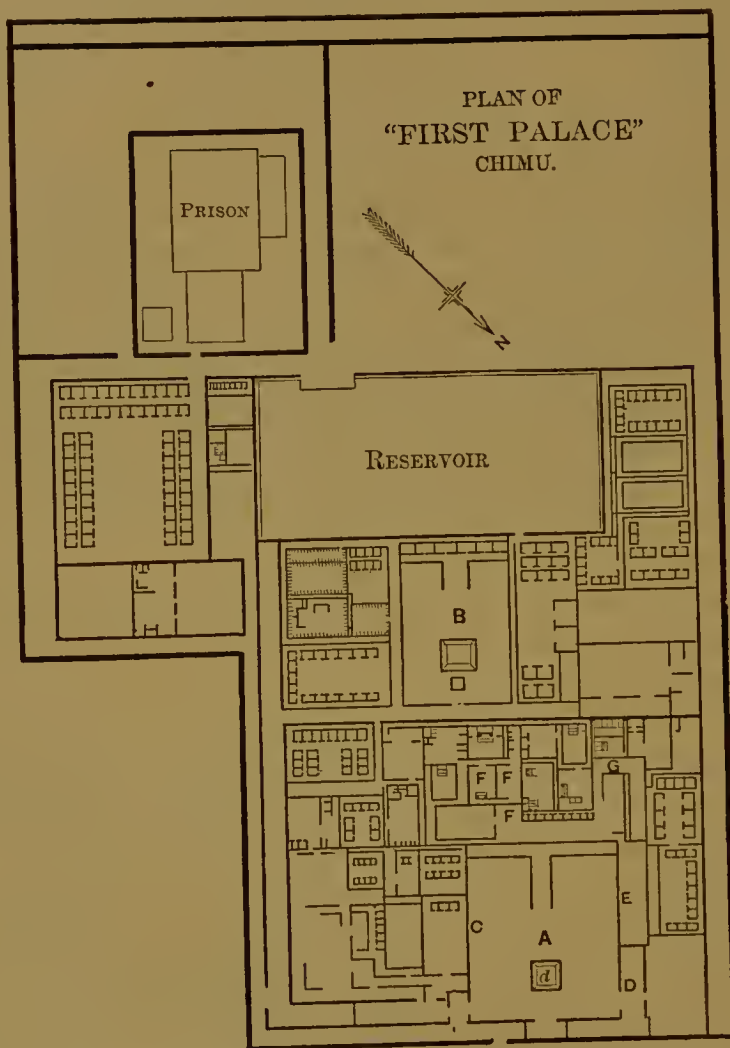 PLAN OF
"FIRST PALACE"
CHIMU.
PRISON
N
RESERVOIR
B
G
F F
F
E
C
A
d
D